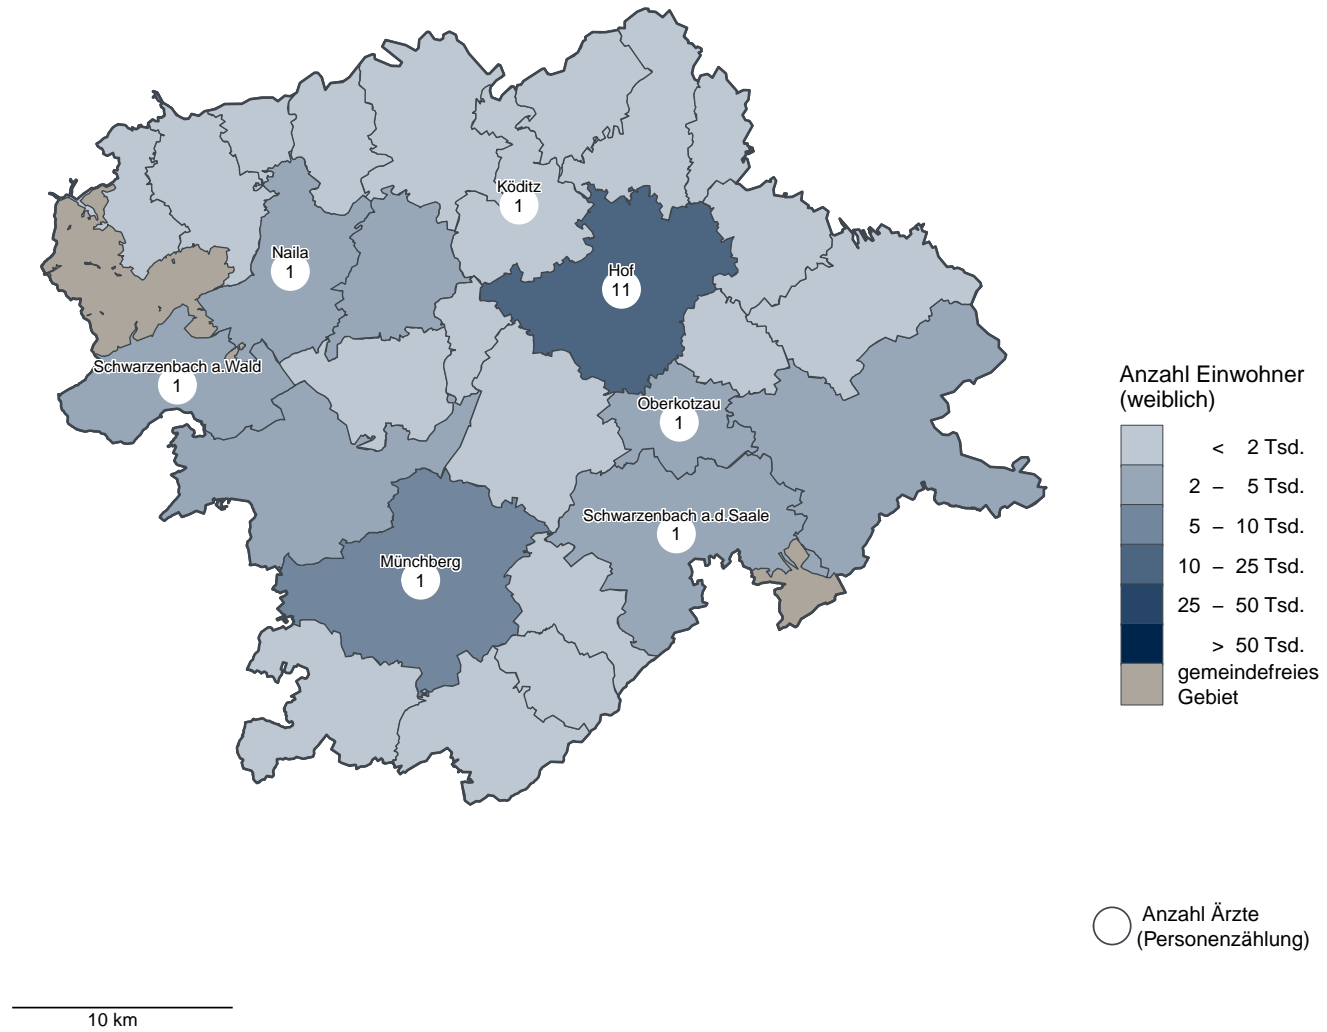 Köditz
1
Naila
1
Hof
11
Schwarzenbach a.Wald
1
Oberkotzau
1
Schwarzenbach a.d.Saale
1
Münchberg
1
Anzahl Einwohner
(weiblich)
< 2 Tsd.
2 – 5 Tsd.
5 – 10 Tsd.
10 – 25 Tsd.
25 – 50 Tsd.
> 50 Tsd.
gemeindefreies
Gebiet
Anzahl Ärzte
(Personenzählung)
10 km